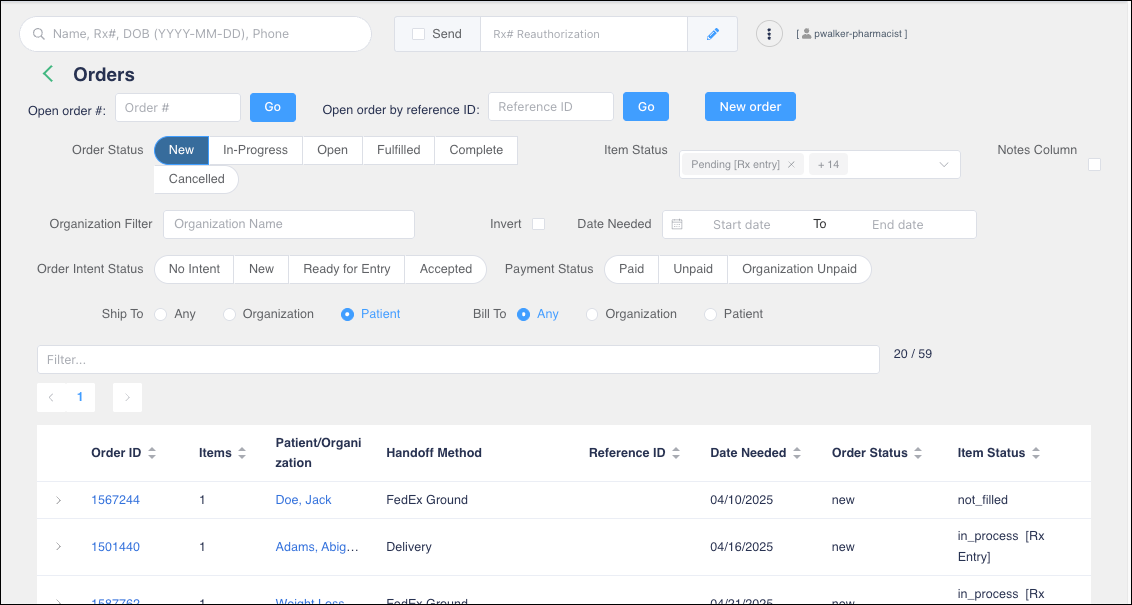 Name, Rx#, DOB (YYYY-MM-DD), Phone
Send
Rx# Reauthorization
[ pwalker-pharmacist ]
Orders
Open order #:
Order #
Go
Open order by reference ID:
Reference ID
Go
New order
Order Status
New
In-Progress
Open
Fulfilled
Complete
Cancelled
Item Status
Pending [Rx entry]
+ 14
Notes Column
Organization Filter
Organization Name
Invert
Date Needed
Start date
To
End date
Order Intent Status
No Intent
New
Ready for Entry
Accepted
Payment Status
Paid
Unpaid
Organization Unpaid
Ship To
Any
Organization
Patient
Bill To
Any
Organization
Patient
Filter...
20 / 59
1
Order ID
Items
Patient/Organi
zation
Handoff Method
Reference ID
Date Needed
Order Status
Item Status
1567244
1
Doe, Jack
FedEx Ground
04/10/2025
new
not_filled
1501440
1
Adams, Abig...
Delivery
04/16/2025
new
in_process [Rx
Entry]
1587762
1
Weight Loss
FedEx Ground
04/21/2025
new
in_process [Rx